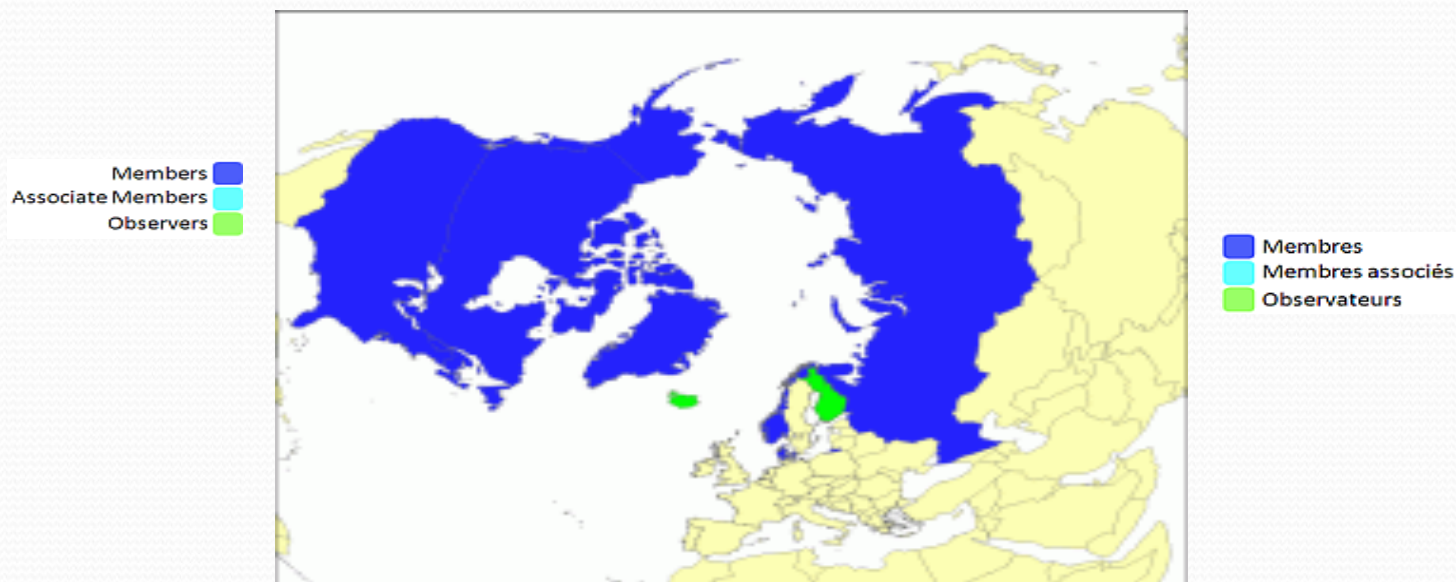 Members
Associate Members
Observers
Membres
Membres associés
Observateurs